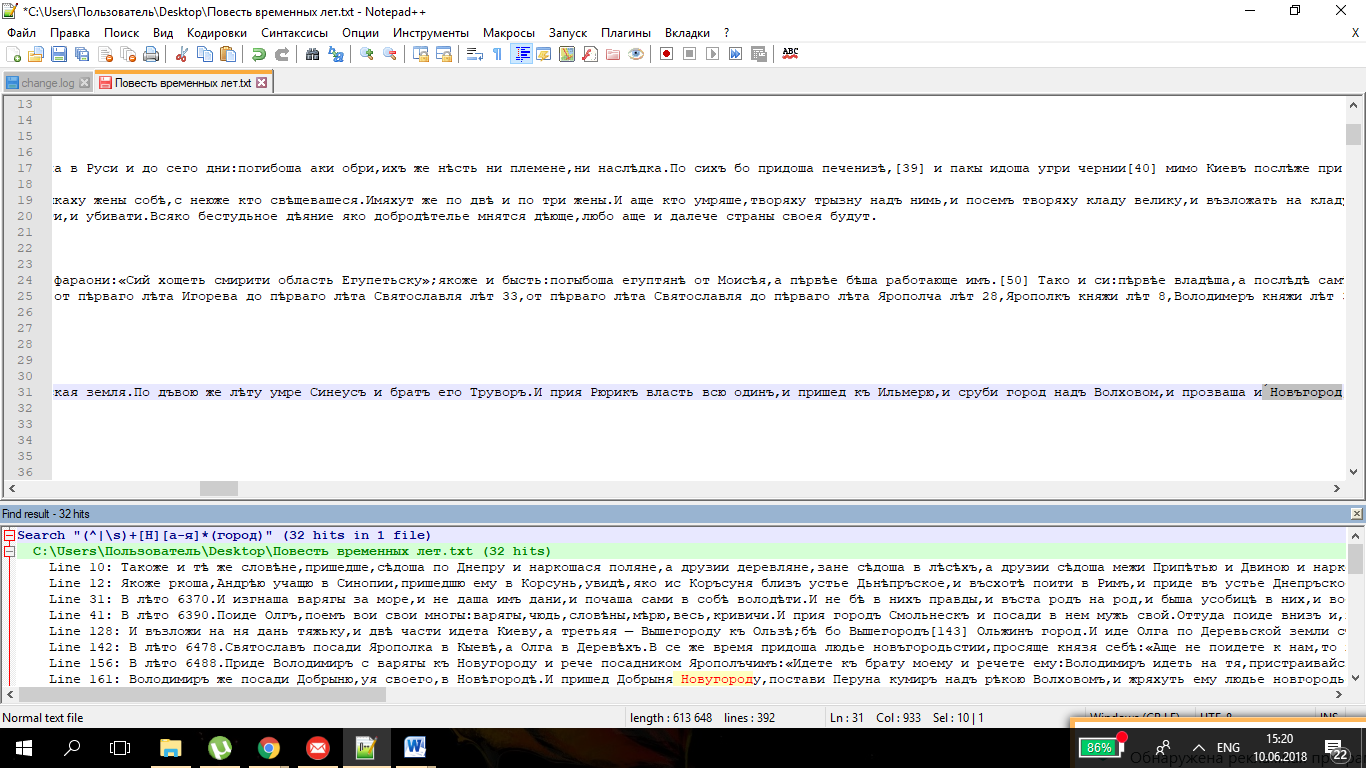 *C:\Users\Пользователь\Desktop\Повесть временных лет.txt - Notepad++
Файл Правка Поиск Вид Кодировки Синтаксисы Опции Инструменты Макросы Запуск Плагины Вкладки ? X
change.log Повесть временных лет.txt
13
14
15
16
17 ка в Руси и до сего дни:погибоша аки обри,ихъ же нѣсть ни племене,ни наслѣдка.По сихъ бо придоша печенизѣ,[39] и пакы идоша угри чернии[40] мимо Киевъ послѣже при
18
19 каху жены собѣ,с неюже кто свѣщевашеся.Имяхут же по двѣ и по три жены.И аще кто умряше,творяху трызну надъ нимь,и посемъ творяху кладу велику,и възложать на клад
20 ти,и убивати.Всяко бестудьное дѣяние яко добродѣтелье мнятся дѣюще,любо аще и далече страны своея будут.
21
22
23
24 фараони:«Сий хощеть смирити область Егупетьску»;якоже и бысть:погыбоша егуптянѣ от Моисѣя,а пѣрвѣе бѣша работающе имъ.[50] Тако и си:пѣрвѣе владѣша,а послѣдѣ сам
25 от пѣрваго лѣта Игорева до пѣрваго лѣта Святославля лѣт 33,от пѣрваго лѣта Святославля до пѣрваго лѣта Ярополча лѣт 28,Ярополкъ княжи лѣт 8,Володимеръ княжи лѣт
26
27
28
29
30
31 ская земля.По дъвою же лѣту умре Синеусъ и братъ его Труворъ.И прия Рюрикъ власть всю одинъ,и пришед къ Ильмерю,и сруби город надъ Волховом,и прозваша и Новъгород
32
33
34
35
36
Find result - 32 hits
Search "(^|\s)+[Н][а-я]*(город)" (32 hits in 1 file)
C:\Users\Пользователь\Desktop\Повесть временных лет.txt (32 hits)
Line 10: Такоже и тѣ же словѣне,пришедше,сѣдоша по Днепру и наркошася поляне,а друзии деревляне,зане сѣдоша в лѣсѣхъ,а друзии сѣдоша межи Припѣтью и Двиною и нарк
Line 12: Якоже ркоша,Андрѣю учащю в Синопии,пришедшю ему в Корсунь,увидѣ,яко ис Коръсуня близъ устье Дьнѣпръское,и въсхотѣ поити в Римъ,и приде въ устье Днепръско
Line 31: В лѣто 6370.И изгнаша варягы за море,и не даша имъ дани,и почаша сами в собѣ володѣти.И не бѣ в нихъ правды,и въста родъ на род,и быша усобицѣ в них,и во
Line 41: В лѣто 6390.Поиде Олгъ,поемъ вои свои многы:варягы,чюдь,словѣны,мѣрю,весь,кривичи.И прия городъ Смольнескъ и посади в нем мужь свой.Оттуда поиде внизъ и,
Line 128: И възложи на ня дань тяжьку,и двѣ части идета Киеву,а третьяя — Вышегороду къ Ользѣ;бѣ бо Вышегородъ[143] Ольжинъ город.И иде Олга по Деревьской земли с
Line 142: В лѣто 6478.Святославъ посади Ярополка в Кыевѣ,а Олга в Деревѣхъ.В се же время придоша людье новъгородьстии,просяще князя себѣ:«Аще не поидете к нам,то
Line 156: В лѣто 6488.Приде Володимиръ с варягы къ Новугороду и рече посадником Ярополъчимъ:«Идете къ брату моему и речете ему:Володимиръ идеть на тя,пристраивайс
Line 161: Володимиръ же посади Добрыню,уя своего,в Новѣгородѣ.И пришед Добрыня Новугороду,постави Перуна кумиръ надъ рѣкою Волховомъ,и жряхуть ему людье новгородь
Normal text file length : 613 648 lines : 392 Ln : 31 Col : 933 Sel : 10 | 1
86% ENG 15:20
10.06.2018 22